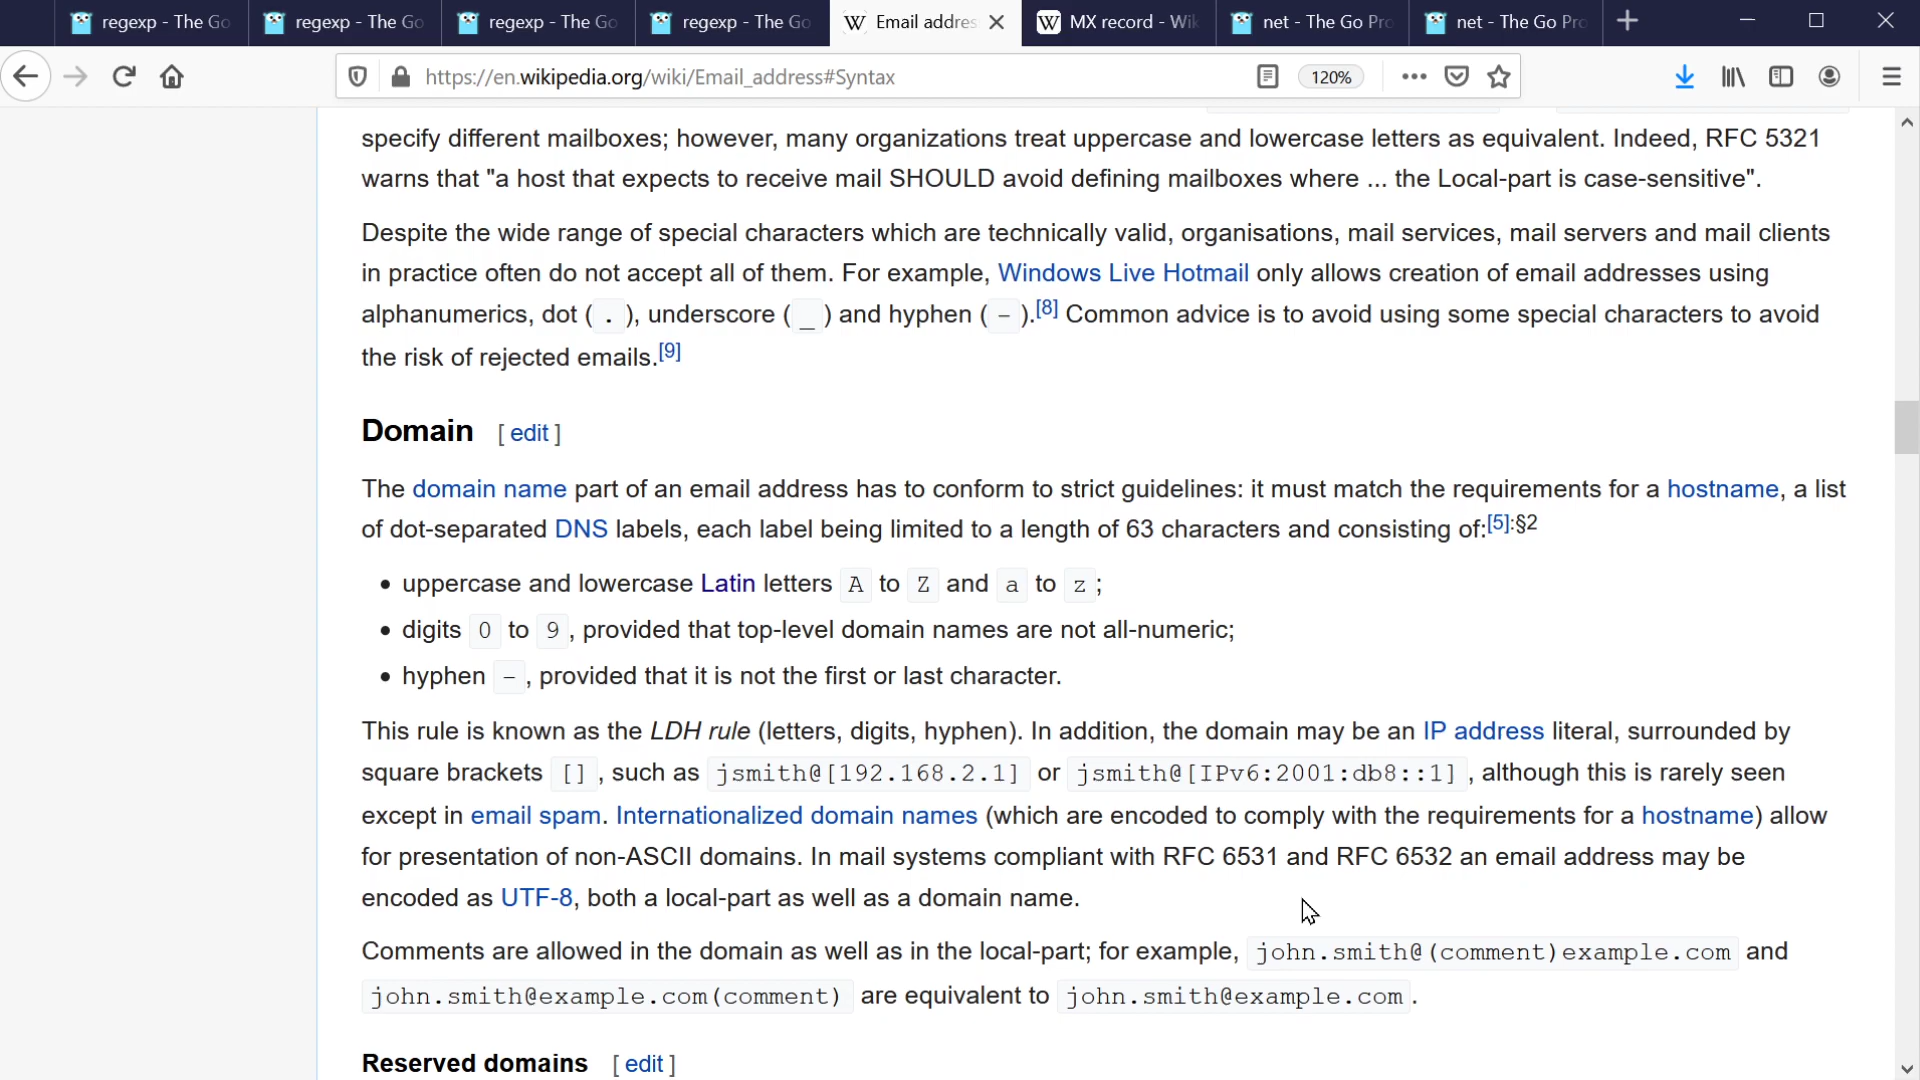 regexp - The Go
regexp - The Go
regexp - The Go
regexp - The Go
W Email addres
W MX record - Wik
net - The Go Pro
net - The Go Pro
https://en.wikipedia.org/wiki/Email_address#Syntax
120%
specify different mailboxes; however, many organizations treat uppercase and lowercase letters as equivalent. Indeed, RFC 5321
warns that "a host that expects to receive mail SHOULD avoid defining mailboxes where ... the Local-part is case-sensitive".
Despite the wide range of special characters which are technically valid, organisations, mail services, mail servers and mail clients
in practice often do not accept all of them. For example, Windows Live Hotmail only allows creation of email addresses using
alphanumerics, dot ( . ), underscore ( _ ) and hyphen ( - ).[8] Common advice is to avoid using some special characters to avoid
the risk of rejected emails.[9]
Domain [ edit ]
The domain name part of an email address has to conform to strict guidelines: it must match the requirements for a hostname, a list
of dot-separated DNS labels, each label being limited to a length of 63 characters and consisting of:[5]:§2
• uppercase and lowercase Latin letters A to Z and a to z ;
• digits 0 to 9 , provided that top-level domain names are not all-numeric;
• hyphen - , provided that it is not the first or last character.
This rule is known as the LDH rule (letters, digits, hyphen). In addition, the domain may be an IP address literal, surrounded by
square brackets [] , such as jsmith@[192.168.2.1] or jsmith@[IPv6:2001:db8::1] , although this is rarely seen
except in email spam. Internationalized domain names (which are encoded to comply with the requirements for a hostname) allow
for presentation of non-ASCII domains. In mail systems compliant with RFC 6531 and RFC 6532 an email address may be
encoded as UTF-8, both a local-part as well as a domain name.
Comments are allowed in the domain as well as in the local-part; for example, john.smith@(comment)example.com and
john.smith@example.com(comment) are equivalent to john.smith@example.com .
Reserved domains [ edit ]